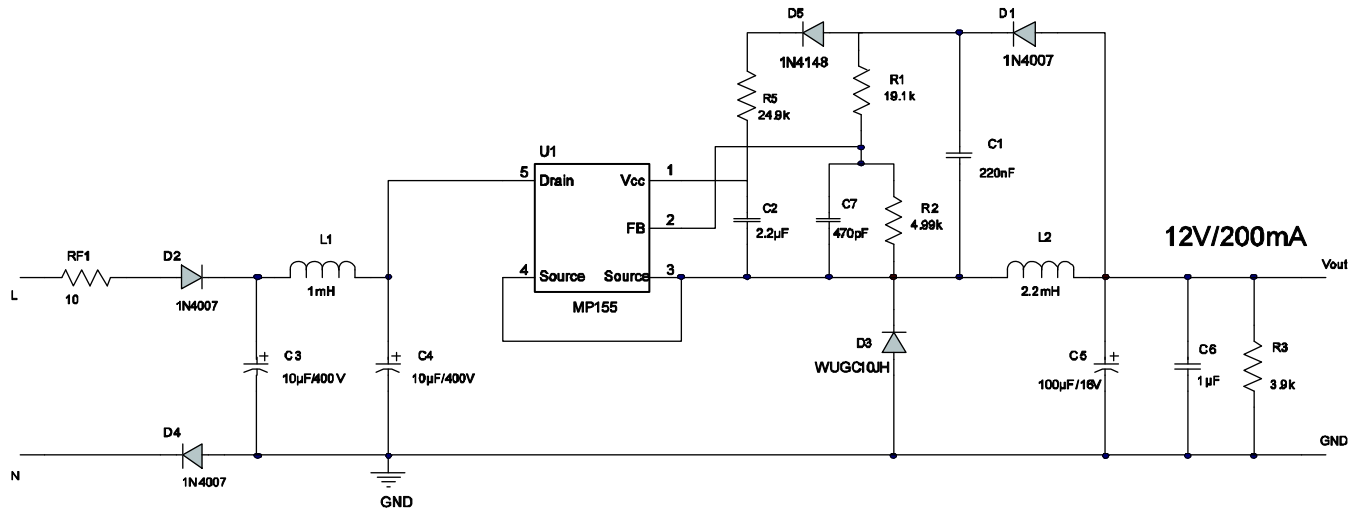 D5
1N4148
D1
1N4007
R1
19.1k
R5
24.9k
C1
220nF
U1
5 Drain Vcc 1
FB 2
4 Source Source 3
MP155
C2
2.2µF
C7
470pF
R2
4.99k
L2
2.2mH
12V/200mA
Vout
RF1
10
L
D2
1N4007
L1
1mH
C3
10µF/400V
C4
10µF/400V
D3
WUGC10JH
C5
100µF/16V
C6
1µF
R3
3.9k
D4
1N4007
N
GND
GND